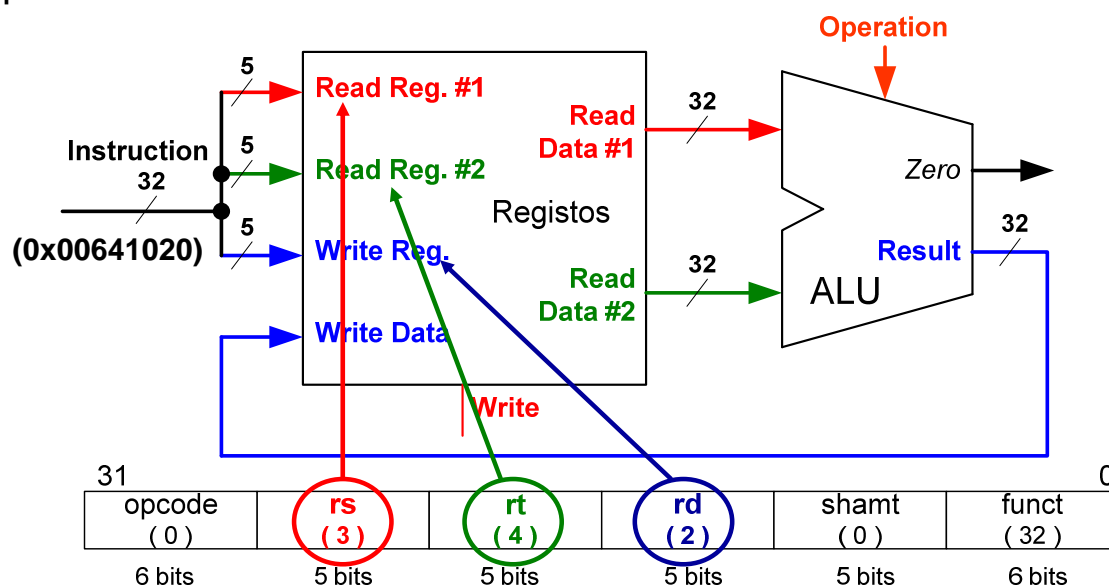 Operation
5
Read Reg. #1
Read
Data #1
32
Instruction
32
(0x00641020)
5
Read Reg. #2
Registos
Zero
5
Write Reg.
Read
Data #2
32
Result
32
ALU
Write Data
Write
31
0
opcode
( 0 )
rs
( 3 )
rt
( 4 )
rd
( 2 )
shamt
( 0 )
funct
( 32 )
6 bits
5 bits
5 bits
5 bits
5 bits
6 bits